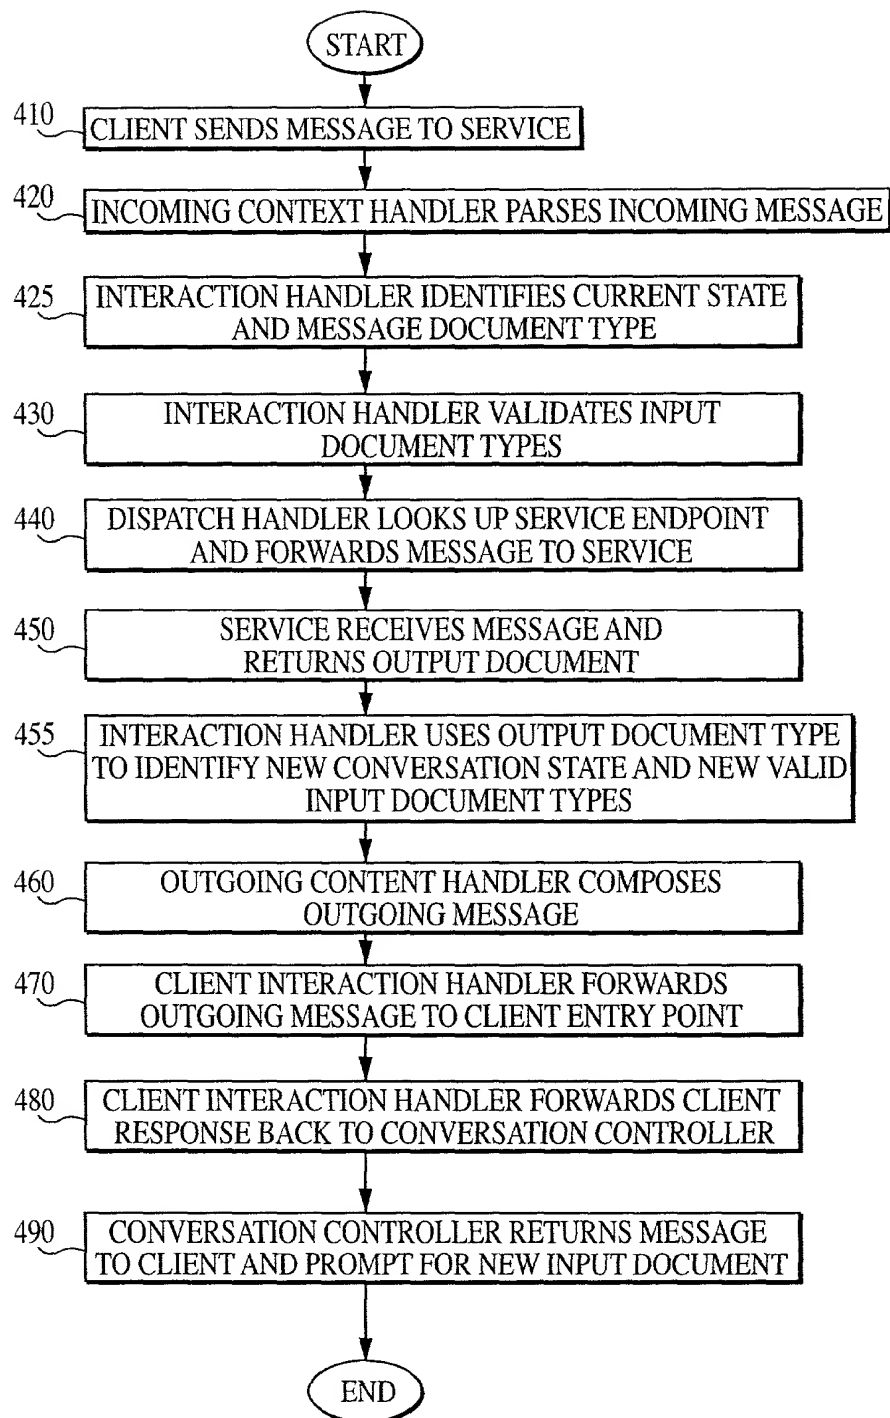 START
410
CLIENT SENDS MESSAGE TO SERVICE
420
INCOMING CONTEXT HANDLER PARSES INCOMING MESSAGE
425
INTERACTION HANDLER IDENTIFIES CURRENT STATE
AND MESSAGE DOCUMENT TYPE
430
INTERACTION HANDLER VALIDATES INPUT
DOCUMENT TYPES
440
DISPATCH HANDLER LOOKS UP SERVICE ENDPOINT
AND FORWARDS MESSAGE TO SERVICE
450
SERVICE RECEIVES MESSAGE AND
RETURNS OUTPUT DOCUMENT
455
INTERACTION HANDLER USES OUTPUT DOCUMENT TYPE
TO IDENTIFY NEW CONVERSATION STATE AND NEW VALID
INPUT DOCUMENT TYPES
460
OUTGOING CONTENT HANDLER COMPOSES
OUTGOING MESSAGE
470
CLIENT INTERACTION HANDLER FORWARDS
OUTGOING MESSAGE TO CLIENT ENTRY POINT
480
CLIENT INTERACTION HANDLER FORWARDS CLIENT
RESPONSE BACK TO CONVERSATION CONTROLLER
490
CONVERSATION CONTROLLER RETURNS MESSAGE
TO CLIENT AND PROMPT FOR NEW INPUT DOCUMENT
END